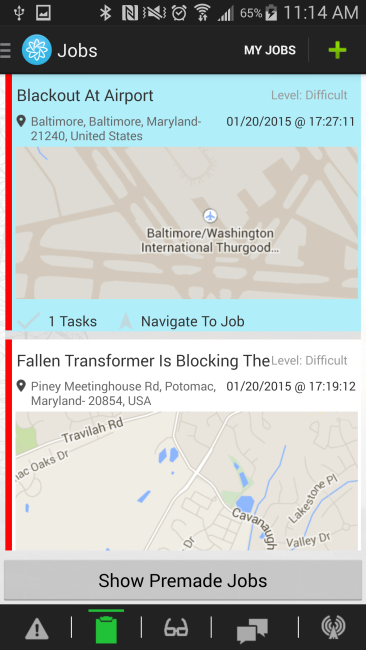 65% 11:14 AM
Jobs MY JOBS
Blackout At Airport Level: Difficult
Baltimore, Baltimore, Maryland- 01/20/2015 @ 17:27:11
21240, United States
Baltimore/Washington
International Thurgood...
1 Tasks Navigate To Job
Fallen Transformer Is Blocking The Level: Difficult
Piney Meetinghouse Rd, Potomac, 01/20/2015 @ 17:19:12
Maryland- 20854, USA
Travilah Rd
mac Oaks Dr
Lakestone Pl
Cavanaugh
Dr
Valley Dr
Show Premade Jobs